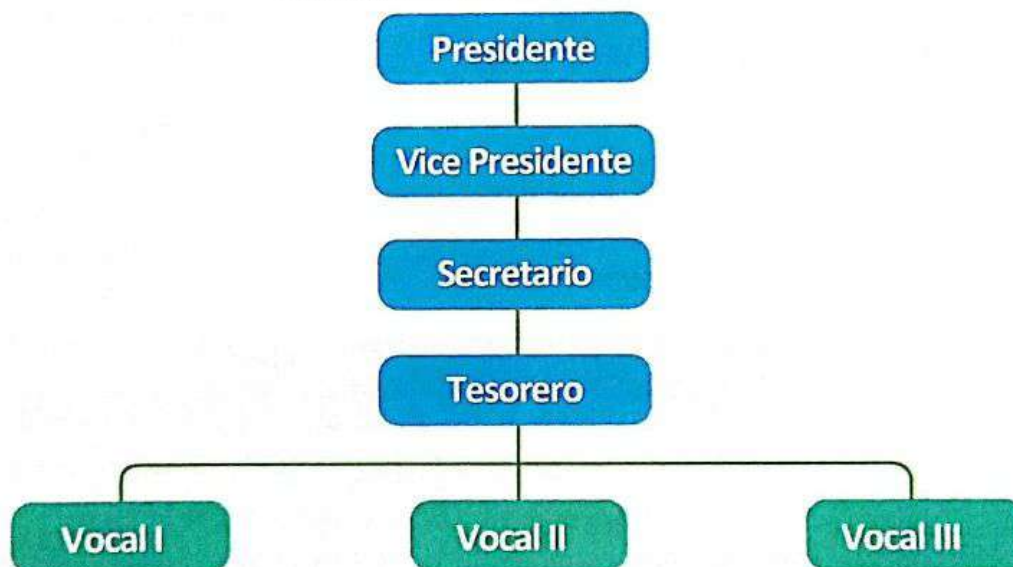 Presidente
Vice Presidente
Secretario
Tesorero
Vocal I
Vocal II
Vocal III